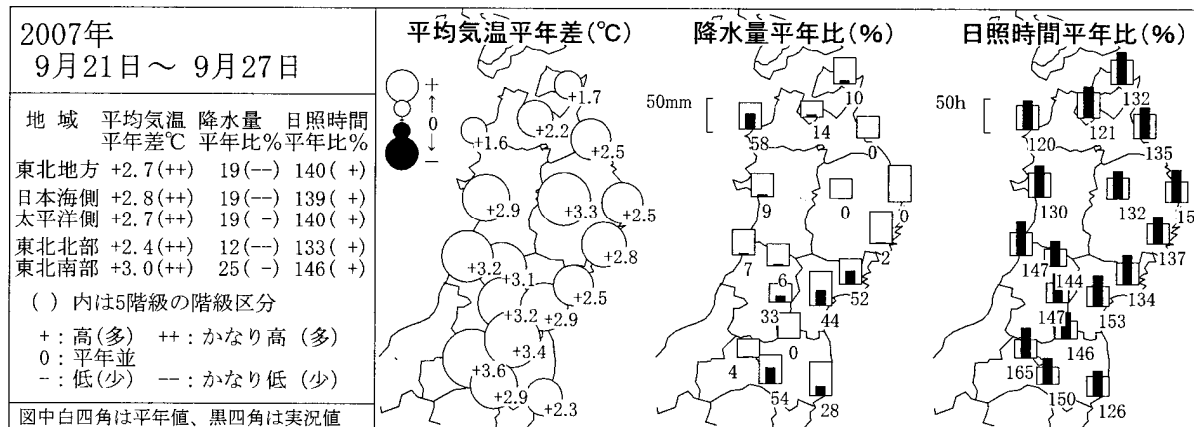 2007年
9月21日～ 9月27日
地 域 平均気温 降水量 日照時間
平年差℃ 平年比% 平年比%
東北地方 +2.7(++) 19(--) 140( +)
日本海側 +2.8(++) 19(--) 139( +)
太平洋側 +2.7(++) 19( -) 140( +)
東北北部 +2.4(++) 12(--) 133( +)
東北南部 +3.0(++) 25( -) 146( +)
( ) 内は5階級の階級区分
+：高(多) ++：かなり高 (多)
0：平年並
-：低(少) --：かなり低 (少)
図中白四角は平年値、黒四角は実況値
平均気温平年差(℃)
+
↑
0
↓
-
+1.7
+2.2
+1.6
+2.5
+2.9
+3.3
+2.5
+2.8
+3.2
+3.1
+2.5
+3.2
+2.9
+3.4
+3.6
+2.9
+2.3
降水量平年比(%)
50mm
10
14
58
0
9
0
0
2
7
6
52
33
44
0
4
54
28
日照時間平年比(%)
50h
132
121
120
135
130
132
137
147
144
134
147
153
146
165
150
126